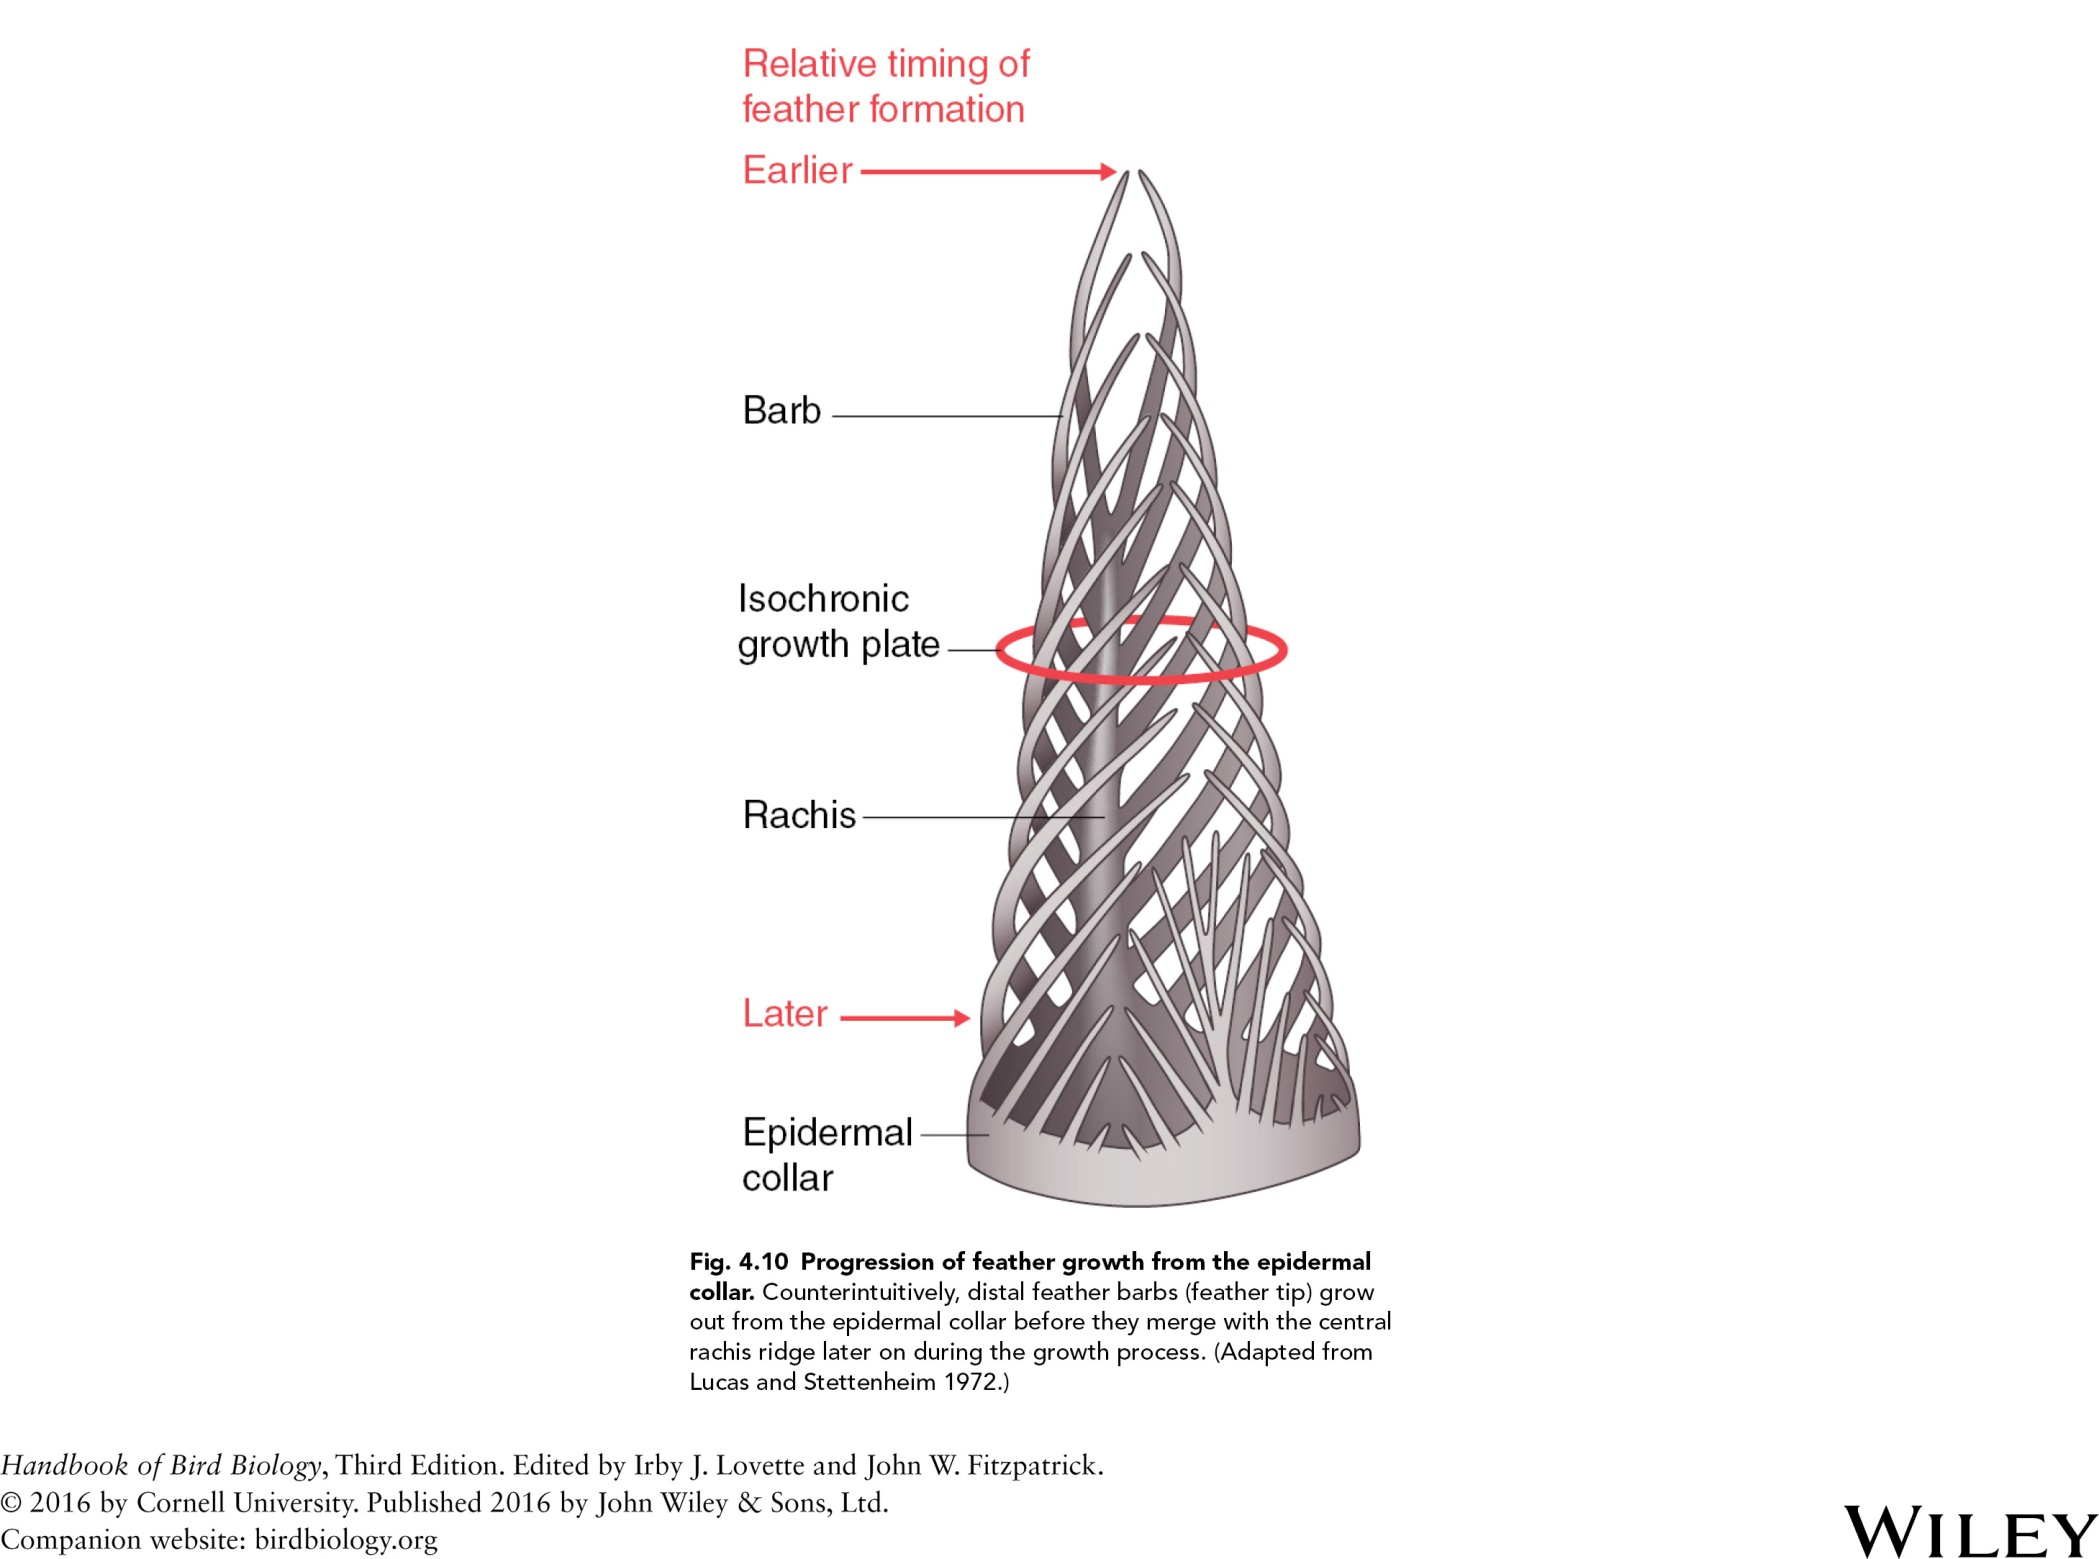 Relative timing of
feather formation
Earlier
Barb
Isochronic
growth plate
Rachis
Later
Epidermal
collar
Fig. 4.10 Progression of feather growth from the epidermal
collar. Counterintuitively, distal feather barbs (feather tip) grow
out from the epidermal collar before they merge with the central
rachis ridge later on during the growth process. (Adapted from
Lucas and Stettenheim 1972.)
Handbook of Bird Biology, Third Edition. Edited by Irby J. Lovette and John W. Fitzpatrick.
© 2016 by Cornell University. Published 2016 by John Wiley & Sons, Ltd.
Companion website: birdbiology.org
WILEY